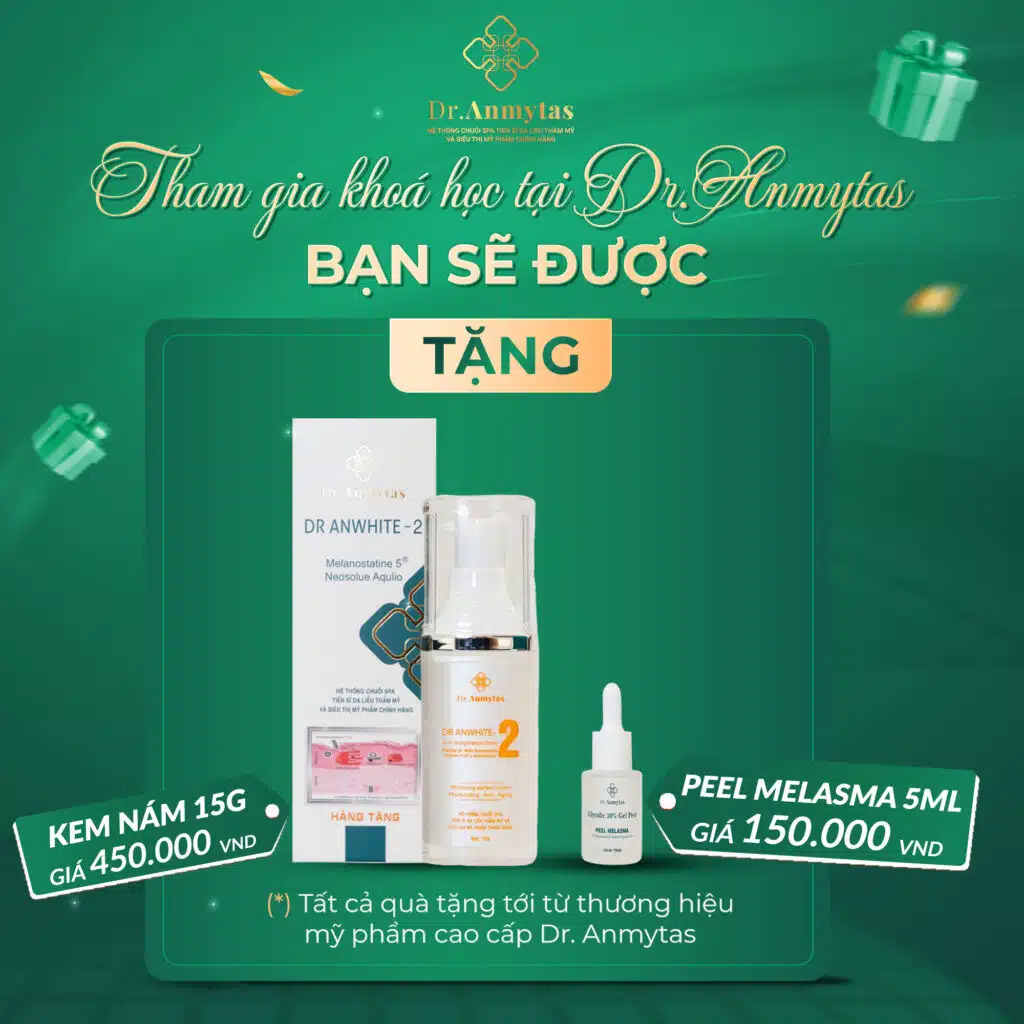 Dr.Anmytas
HỆ THỐNG CHUỖI SPA TIẾN SĨ DA LIỄU THẨM MỸ
VÀ SIÊU THỊ MỸ PHẨM CHÍNH HÃNG
Tham gia khoá học tại Dr.Anmytas
BẠN SẼ ĐƯỢC
TẶNG
Dr.Anmytas
DR ANWHITE - 2
Melanostatine 5®
Neosolue Aqulio
HỆ THỐNG CHUỖI SPA
TIẾN SĨ DA LIỄU THẨM MỸ
VÀ SIÊU THỊ MỸ PHẨM CHÍNH HÃNG
HÀNG TẶNG
Dr.Anmytas
DR ANWHITE-2
KEM NÁM 15G
GIÁ 450.000 VND
Dr.Anmytas
Glycolic 20% Gel Peel
PEEL MELASMA
PEEL MELASMA 5ML
GIÁ 150.000 VND
(*) Tất cả quà tặng tới từ thương hiệu
mỹ phẩm cao cấp Dr. Anmytas